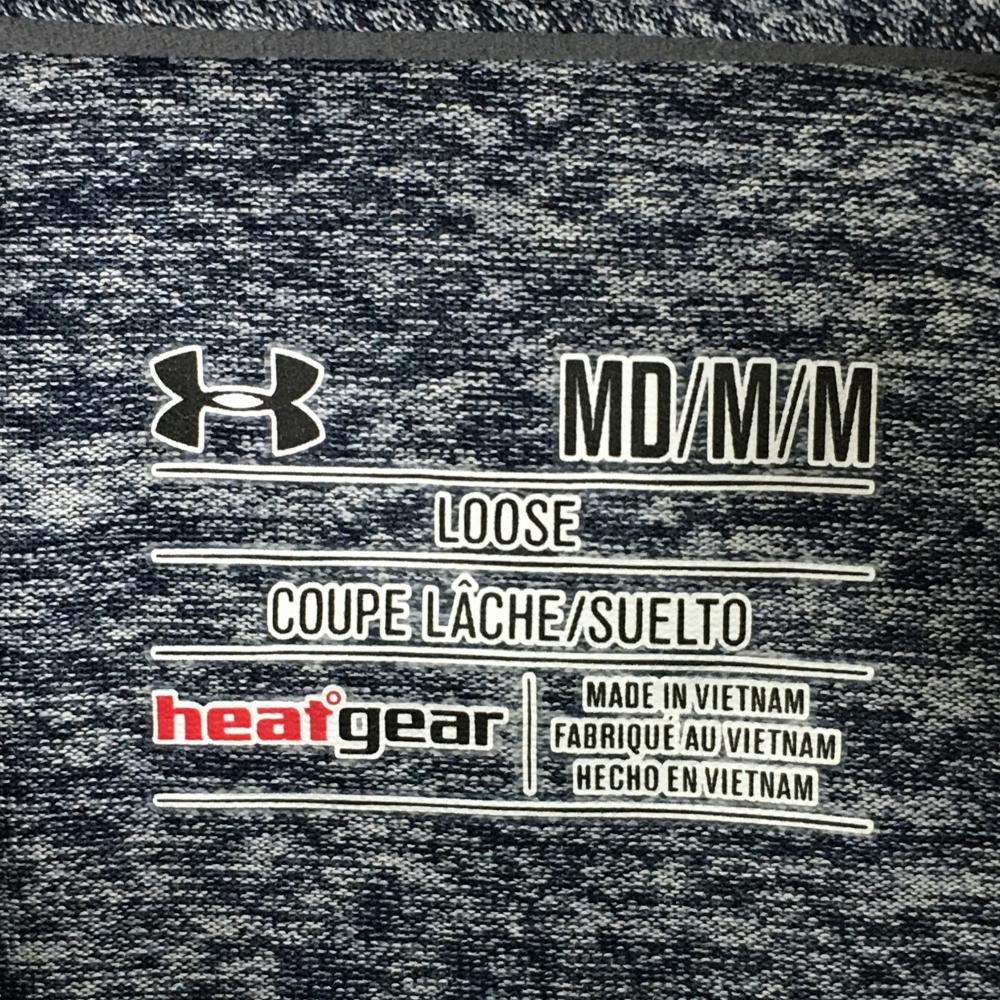 MD/M/M
LOOSE
COUPE LÂCHE/SUELTO
heatgear
MADE IN VIETNAM
FABRIQUÉ AU VIETNAM
HECHO EN VIETNAM